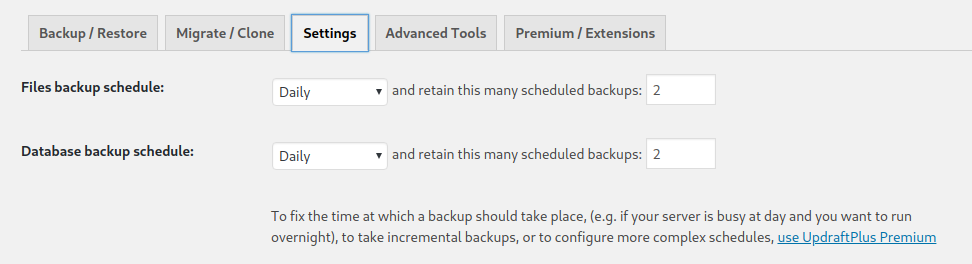 Backup / Restore Migrate / Clone Settings Advanced Tools Premium / Extensions
Files backup schedule: Daily and retain this many scheduled backups: 2
Database backup schedule: Daily and retain this many scheduled backups: 2
To fix the time at which a backup should take place, (e.g. if your server is busy at day and you want to run
overnight), to take incremental backups, or to configure more complex schedules, use UpdraftPlus Premium